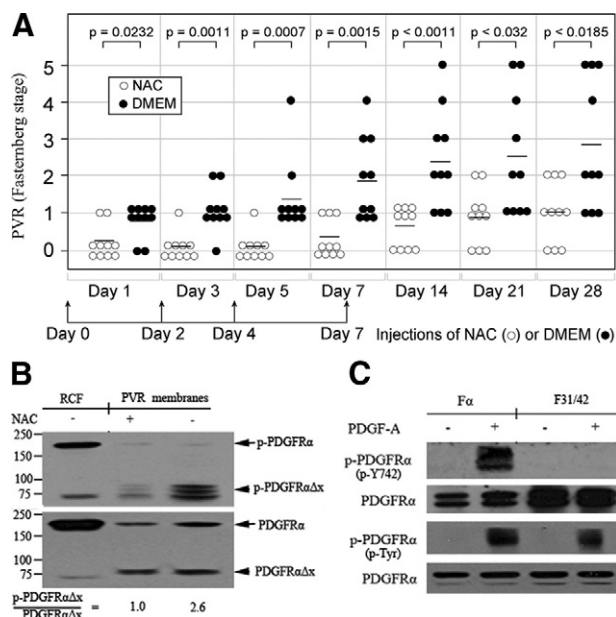 A
p = 0.0232 p = 0.0011 p = 0.0007 p = 0.0015 p < 0.0011 p < 0.032 p < 0.0185
PVR (Fasternberg stage)
5
4
3
2
1
0
NAC
DMEM
Day 1 Day 3 Day 5 Day 7 Day 14 Day 21 Day 28
Day 0 Day 2 Day 4 Day 7 Injections of NAC (○) or DMEM (●)
B
RCF PVR membranes
NAC - + -
250
150
100
75
p-PDGFRα
p-PDGFRαΔx
250
150
100
75
PDGFRα
PDGFRαΔx
p-PDGFRαΔx
PDGFRαΔx
= 1.0 2.6
C
Fα F31/42
PDGF-A - + - +
p-PDGFRα
(p-Y742)
PDGFRα
p-PDGFRα
(p-Tyr)
PDGFRα